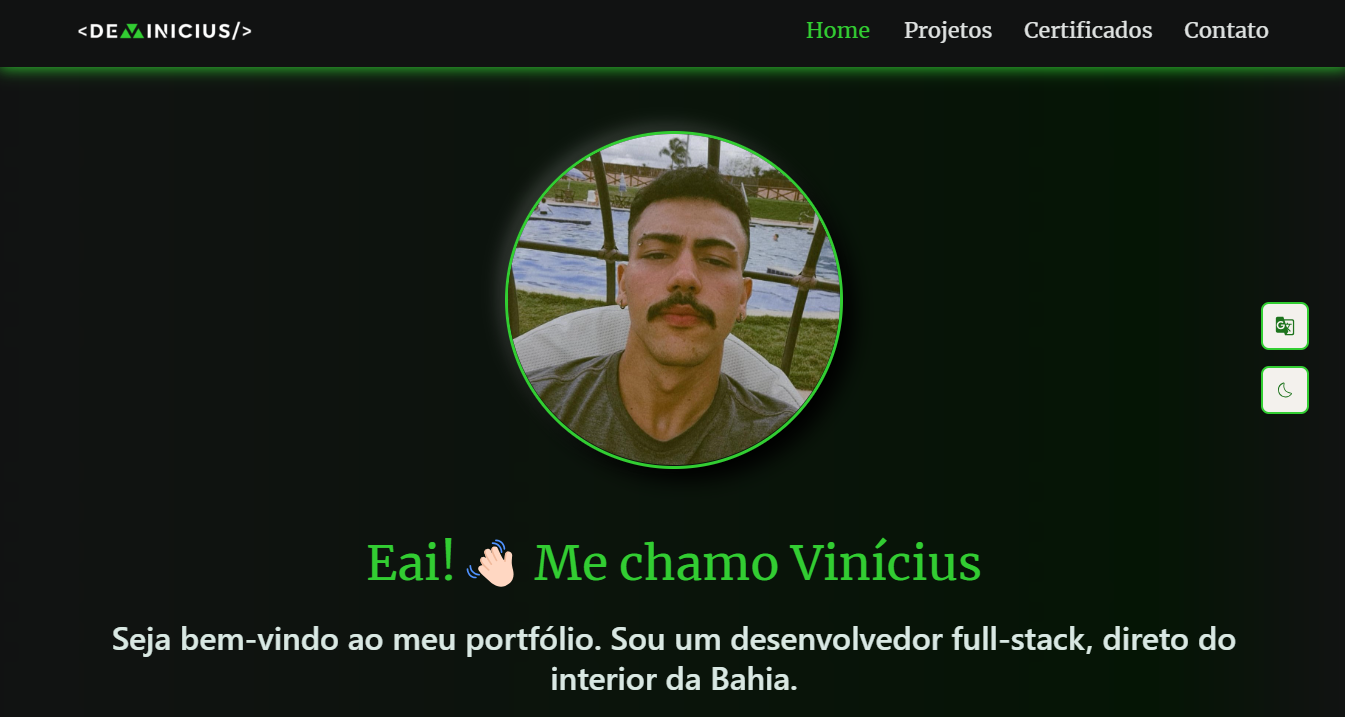 <DEVINICIUS/>
Home Projetos Certificados Contato
Eai! 👋🏻 Me chamo Vinícius
Seja bem-vindo ao meu portfólio. Sou um desenvolvedor full-stack, direto do
interior da Bahia.